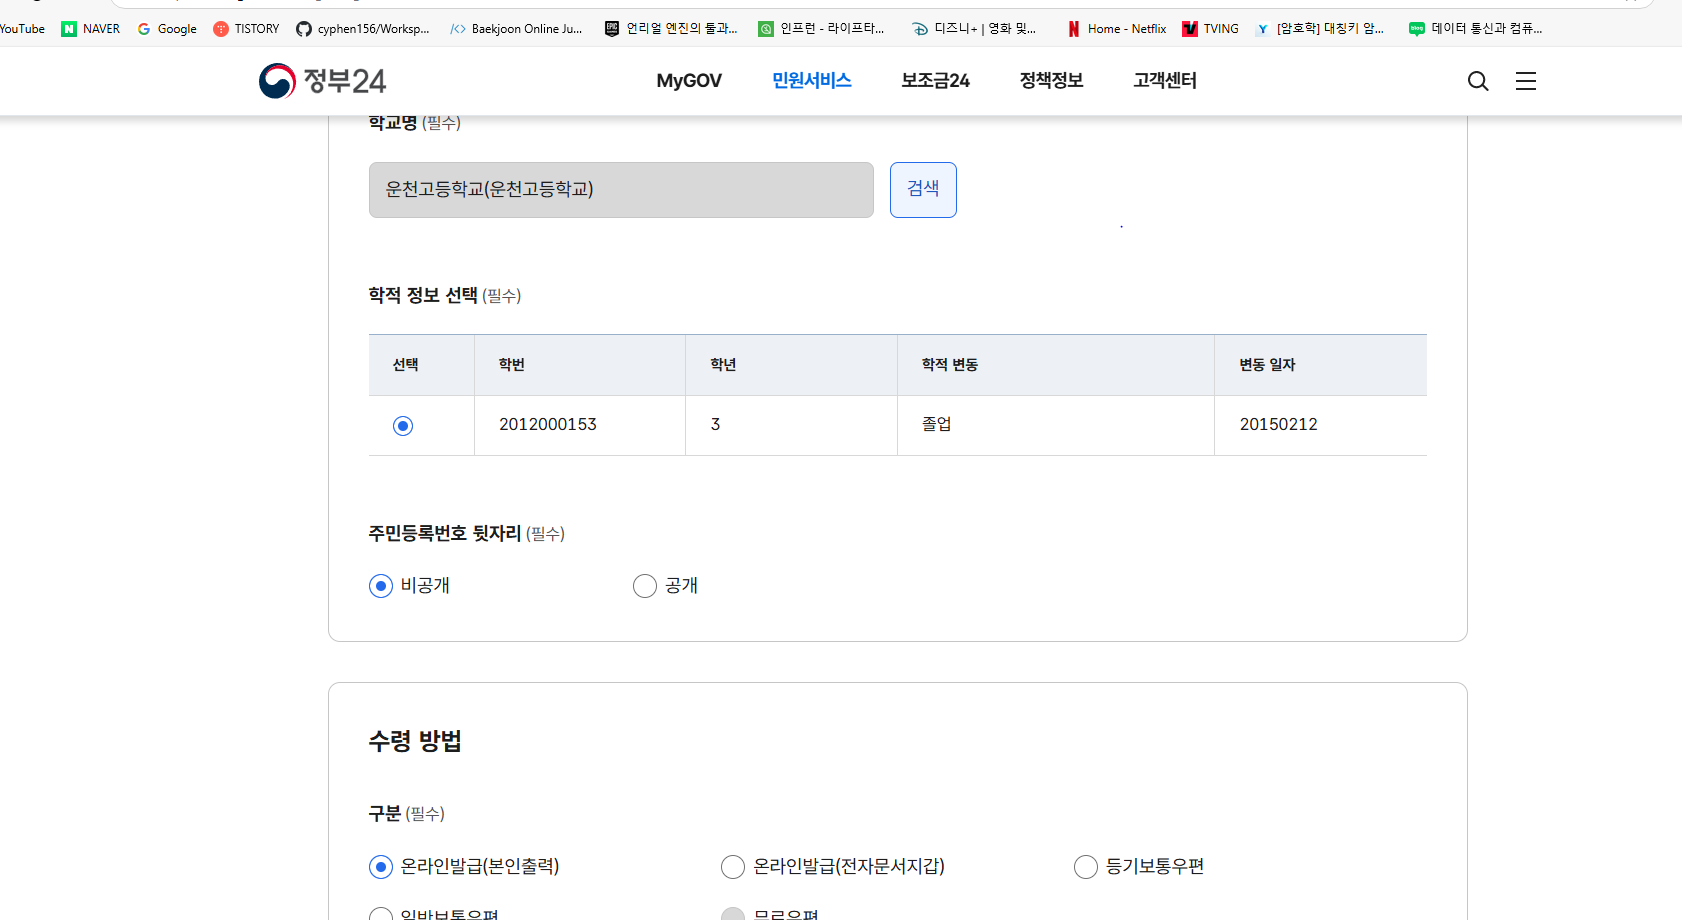 YouTube NAVER Google TISTORY cyphen156/Worksp... Baekjoon Online Ju... 언리얼 엔진의 둘과... 인프런 - 라이프타... 디즈니+ | 영화 및... Home - Netflix TVING [암호학] 대칭키 암... 데이터 통신과 컴퓨...
정부24 MyGOV 민원서비스 보조금24 정책정보 고객센터
학교명 (필수)
운천고등학교(운천고등학교) 검색
학적 정보 선택 (필수)
선택 학번 학년 학적 변동 변동 일자
2012000153 3 졸업 20150212
주민등록번호 뒷자리 (필수)
비공개 공개
수령 방법
구분 (필수)
온라인발급(본인출력) 온라인발급(전자문서지갑) 등기보통우편
일반보통우편 무료우편